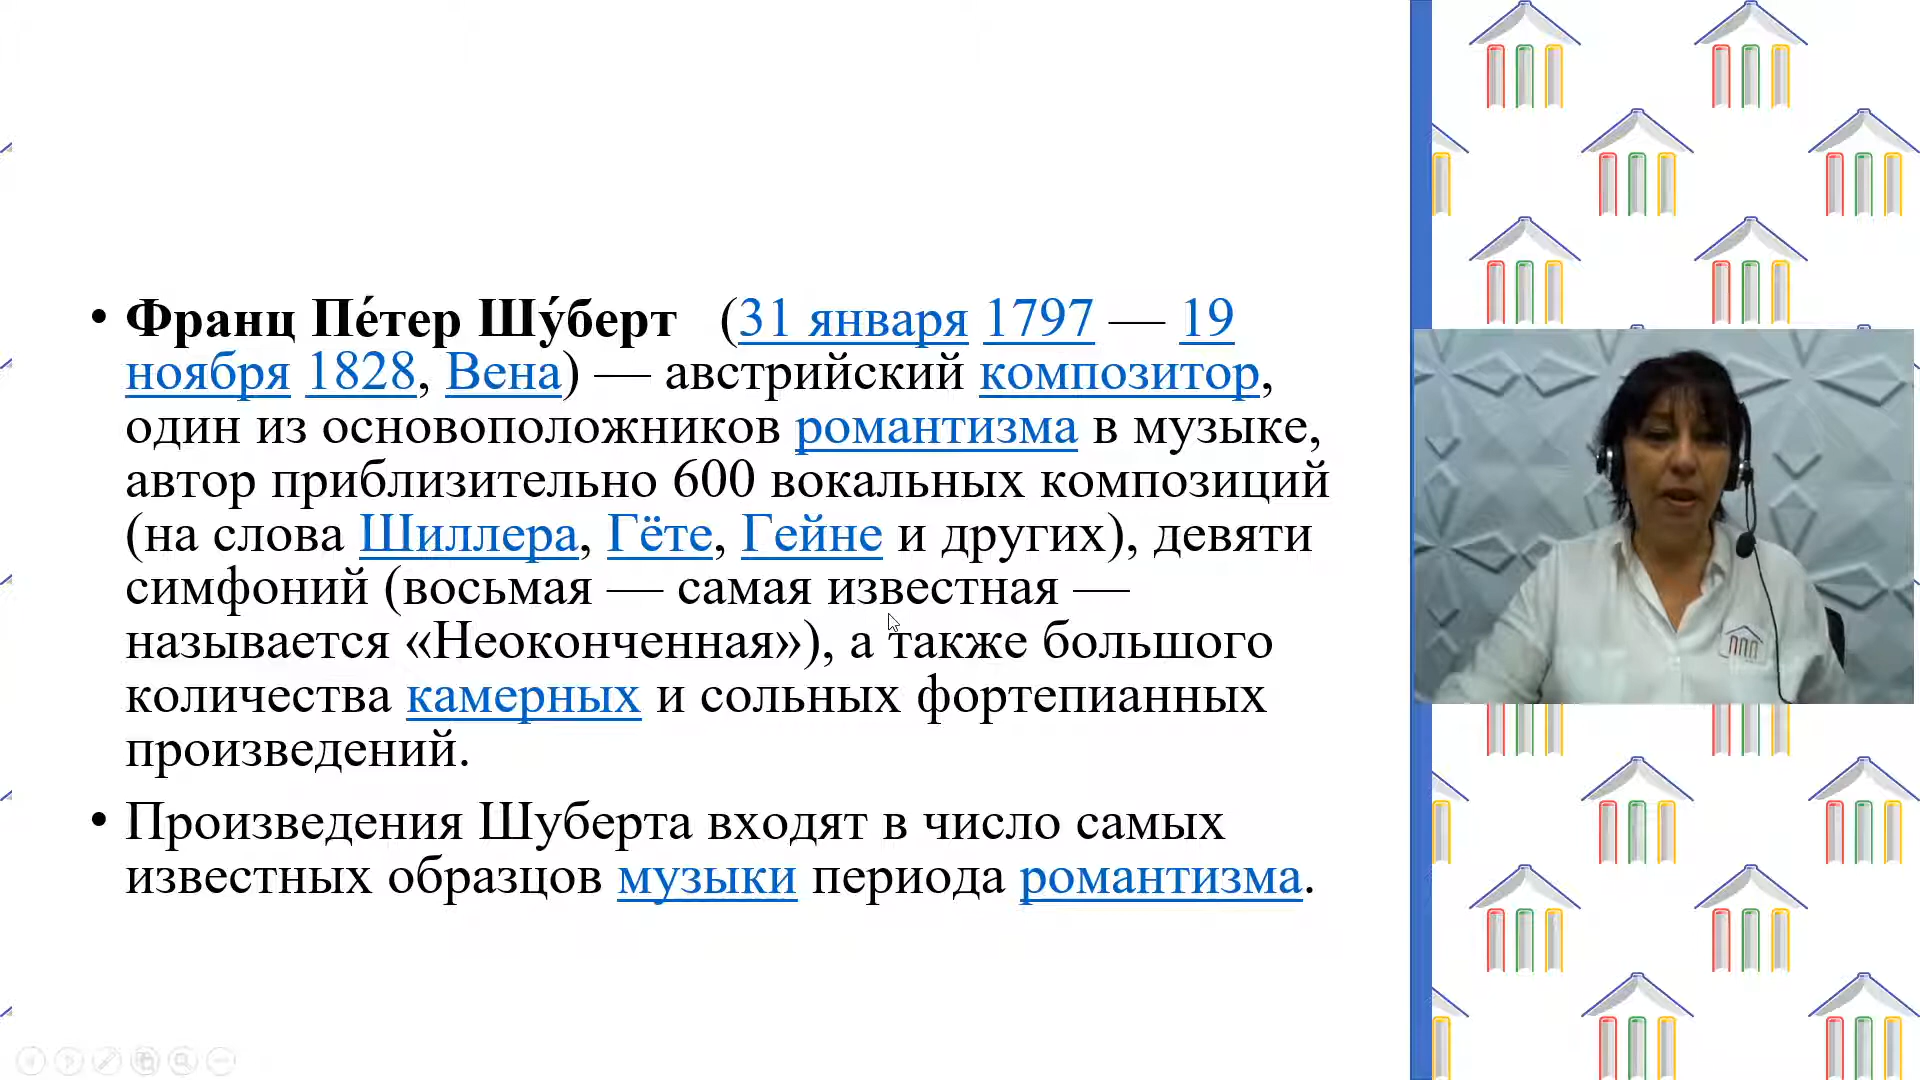 • Франц Пе́тер Шу́берт (31 января 1797 — 19
ноября 1828, Вена) — австрийский композитор,
один из основоположников романтизма в музыке,
автор приблизительно 600 вокальных композиций
(на слова Шиллера, Гёте, Гейне и других), девяти
симфоний (восьмая — самая известная —
называется «Неоконченная»), а также большого
количества камерных и сольных фортепианных
произведений.
• Произведения Шуберта входят в число самых
известных образцов музыки периода романтизма.